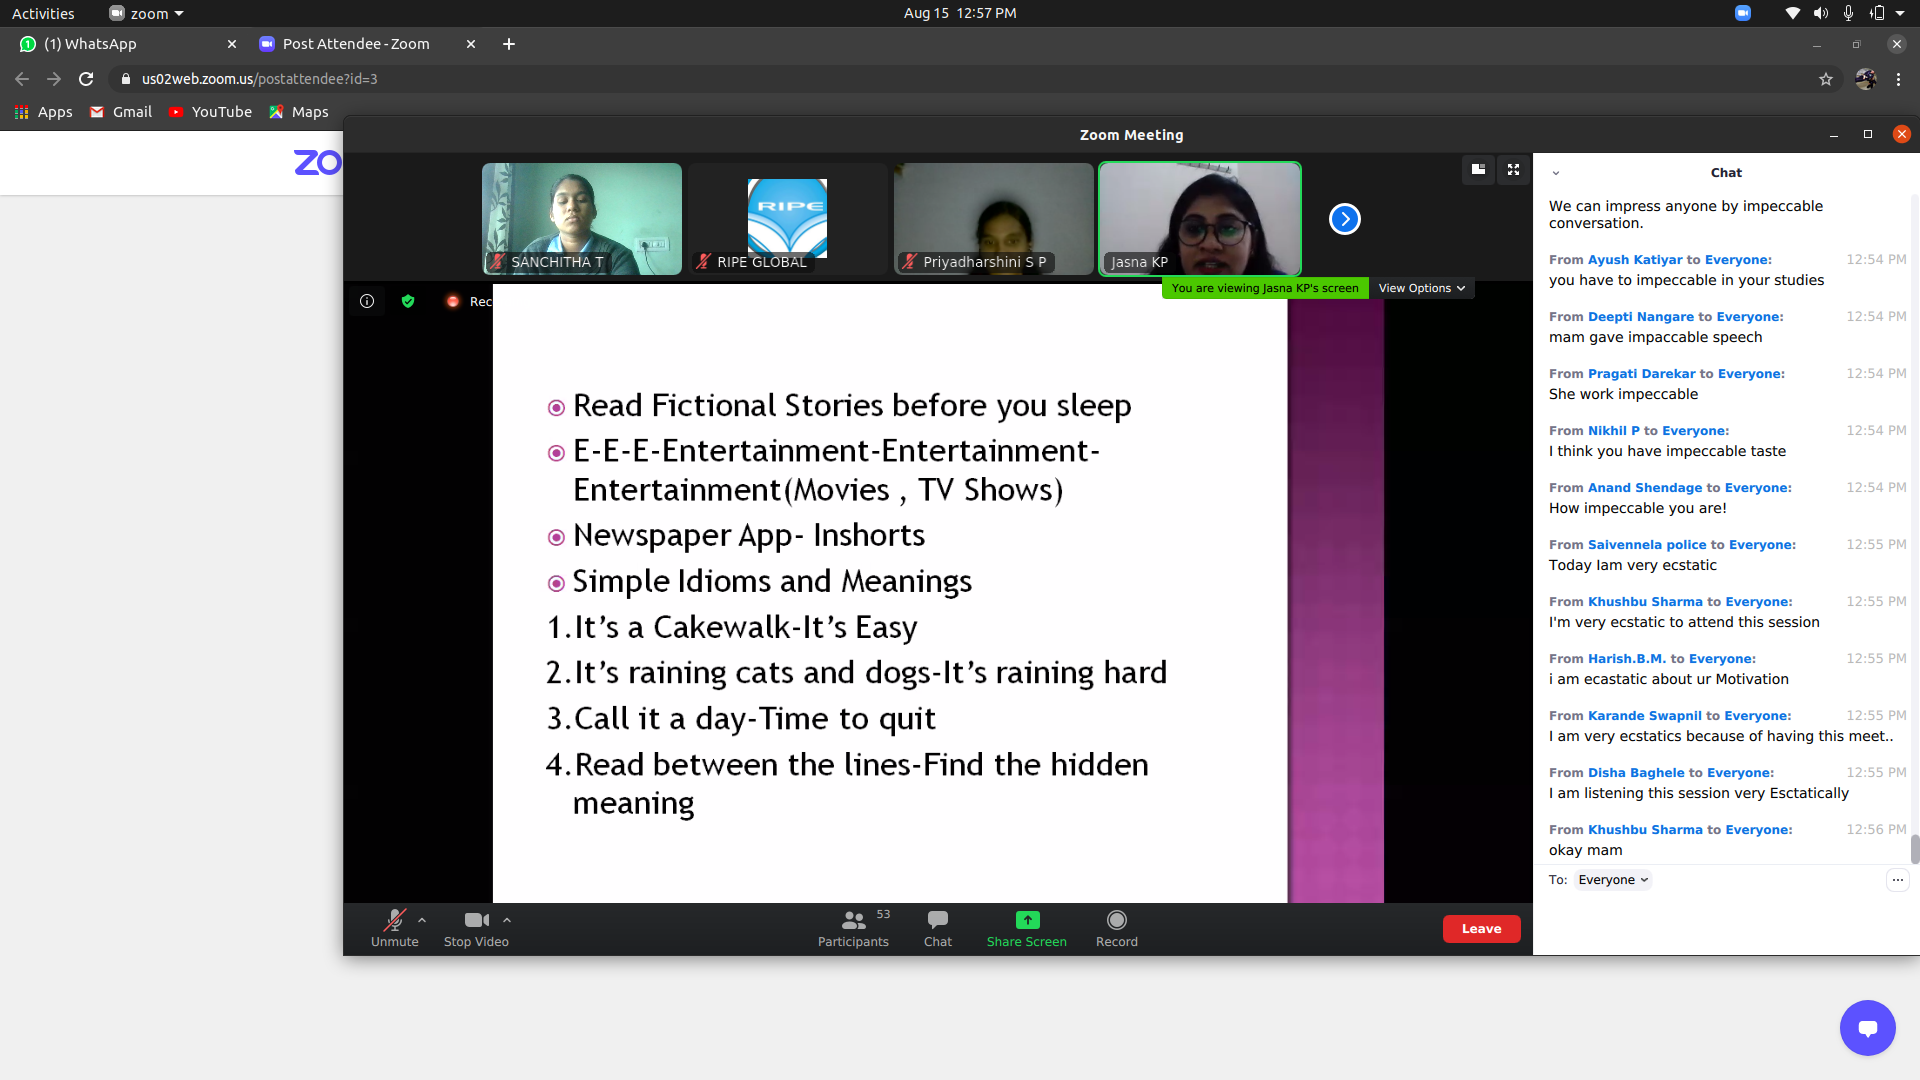 Activities
zoom
Aug 15 12:57 PM
(1) WhatsApp
Post Attendee - Zoom
us02web.zoom.us/postattendee?id=3
Apps
Gmail
YouTube
Maps
ZO
Zoom Meeting
SANCHITHA T
RIPE
RIPE GLOBAL
Priyadharshini S P
Jasna KP
Rec
You are viewing Jasna KP's screen
View Options
Read Fictional Stories before you sleep
E-E-E-Entertainment-Entertainment-
Entertainment(Movies , TV Shows)
Newspaper App- Inshorts
Simple Idioms and Meanings
1.It’s a Cakewalk-It’s Easy
2.It’s raining cats and dogs-It’s raining hard
3.Call it a day-Time to quit
4.Read between the lines-Find the hidden
meaning
Unmute
Stop Video
53
Participants
Chat
Share Screen
Record
Leave
Chat
We can impress anyone by impeccable
conversation.
From Ayush Katiyar to Everyone: 12:54 PM
you have to impeccable in your studies
From Deepti Nangare to Everyone: 12:54 PM
mam gave impaccable speech
From Pragati Darekar to Everyone: 12:54 PM
She work impeccable
From Nikhil P to Everyone: 12:54 PM
I think you have impeccable taste
From Anand Shendage to Everyone: 12:54 PM
How impeccable you are!
From Saivennela police to Everyone: 12:55 PM
Today Iam very ecstatic
From Khushbu Sharma to Everyone: 12:55 PM
I'm very ecstatic to attend this session
From Harish.B.M. to Everyone: 12:55 PM
i am ecastatic about ur Motivation
From Karande Swapnil to Everyone: 12:55 PM
I am very ecstatics because of having this meet..
From Disha Baghele to Everyone: 12:55 PM
I am listening this session very Esctatically
From Khushbu Sharma to Everyone: 12:56 PM
okay mam
To: Everyone